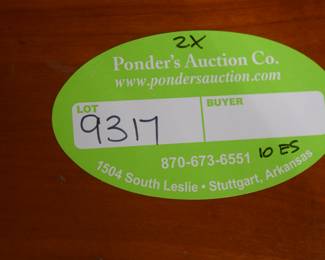 2X
Ponder's Auction Co.
www.pondersauction.com
LOT BUYER
9317
870-673-6551 10 ES
1504 South Leslie • Stuttgart, Arkansas